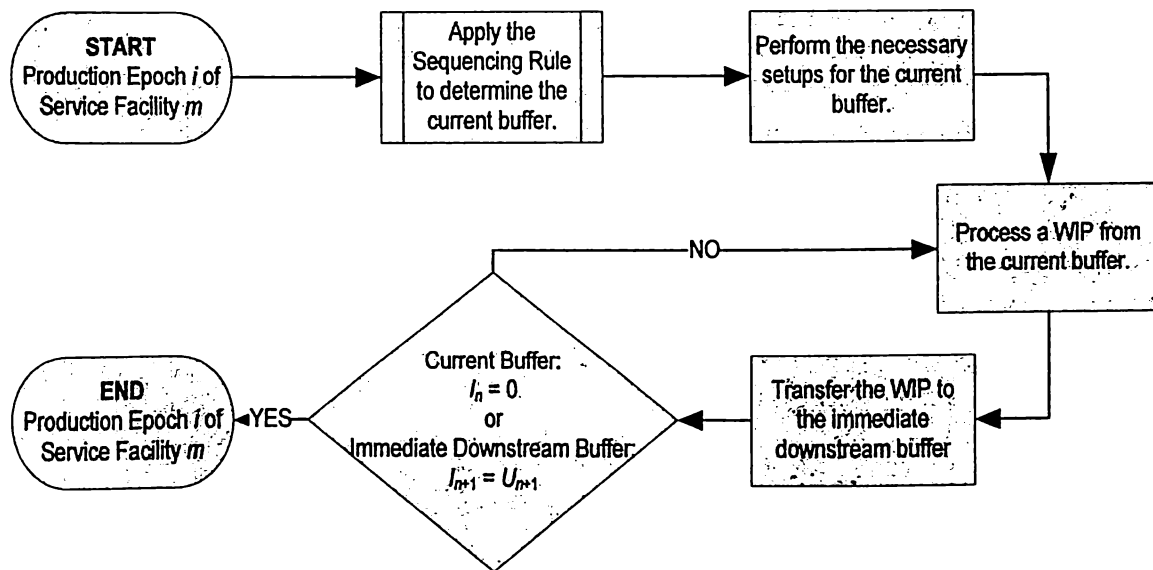 START
Production Epoch i of
Service Facility m
Apply the
Sequencing Rule
to determine the
current buffer.
Perform the necessary
setups for the current
buffer.
Process a WIP from
the current buffer.
Transfer the WIP to
the immediate
downstream buffer
NO
Current Buffer:
Iₙ = 0
or
Immediate Downstream Buffer:
Iₙ₊₁ = Uₙ₊₁
YES
END
Production Epoch i of
Service Facility m